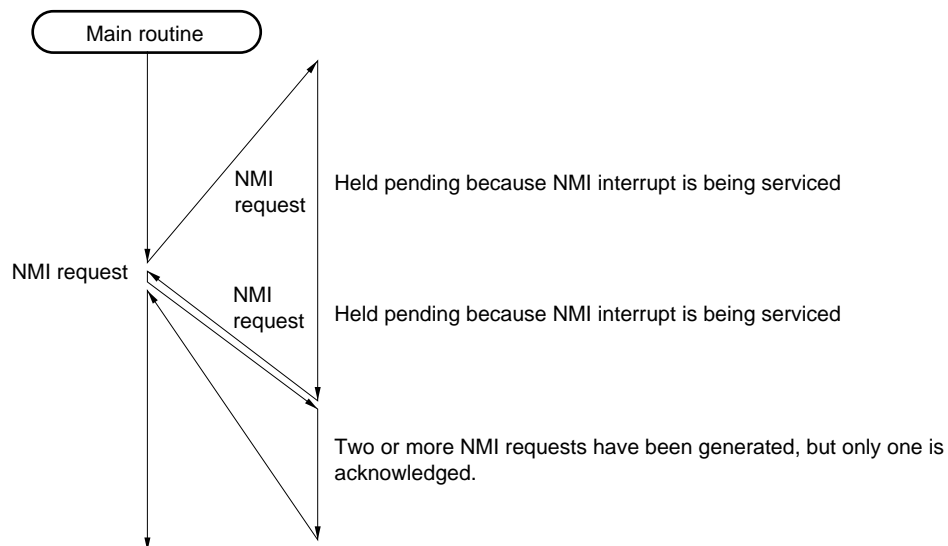 Main routine
NMI
request
Held pending because NMI interrupt is being serviced
NMI request
NMI
request
Held pending because NMI interrupt is being serviced
Two or more NMI requests have been generated, but only one is
acknowledged.